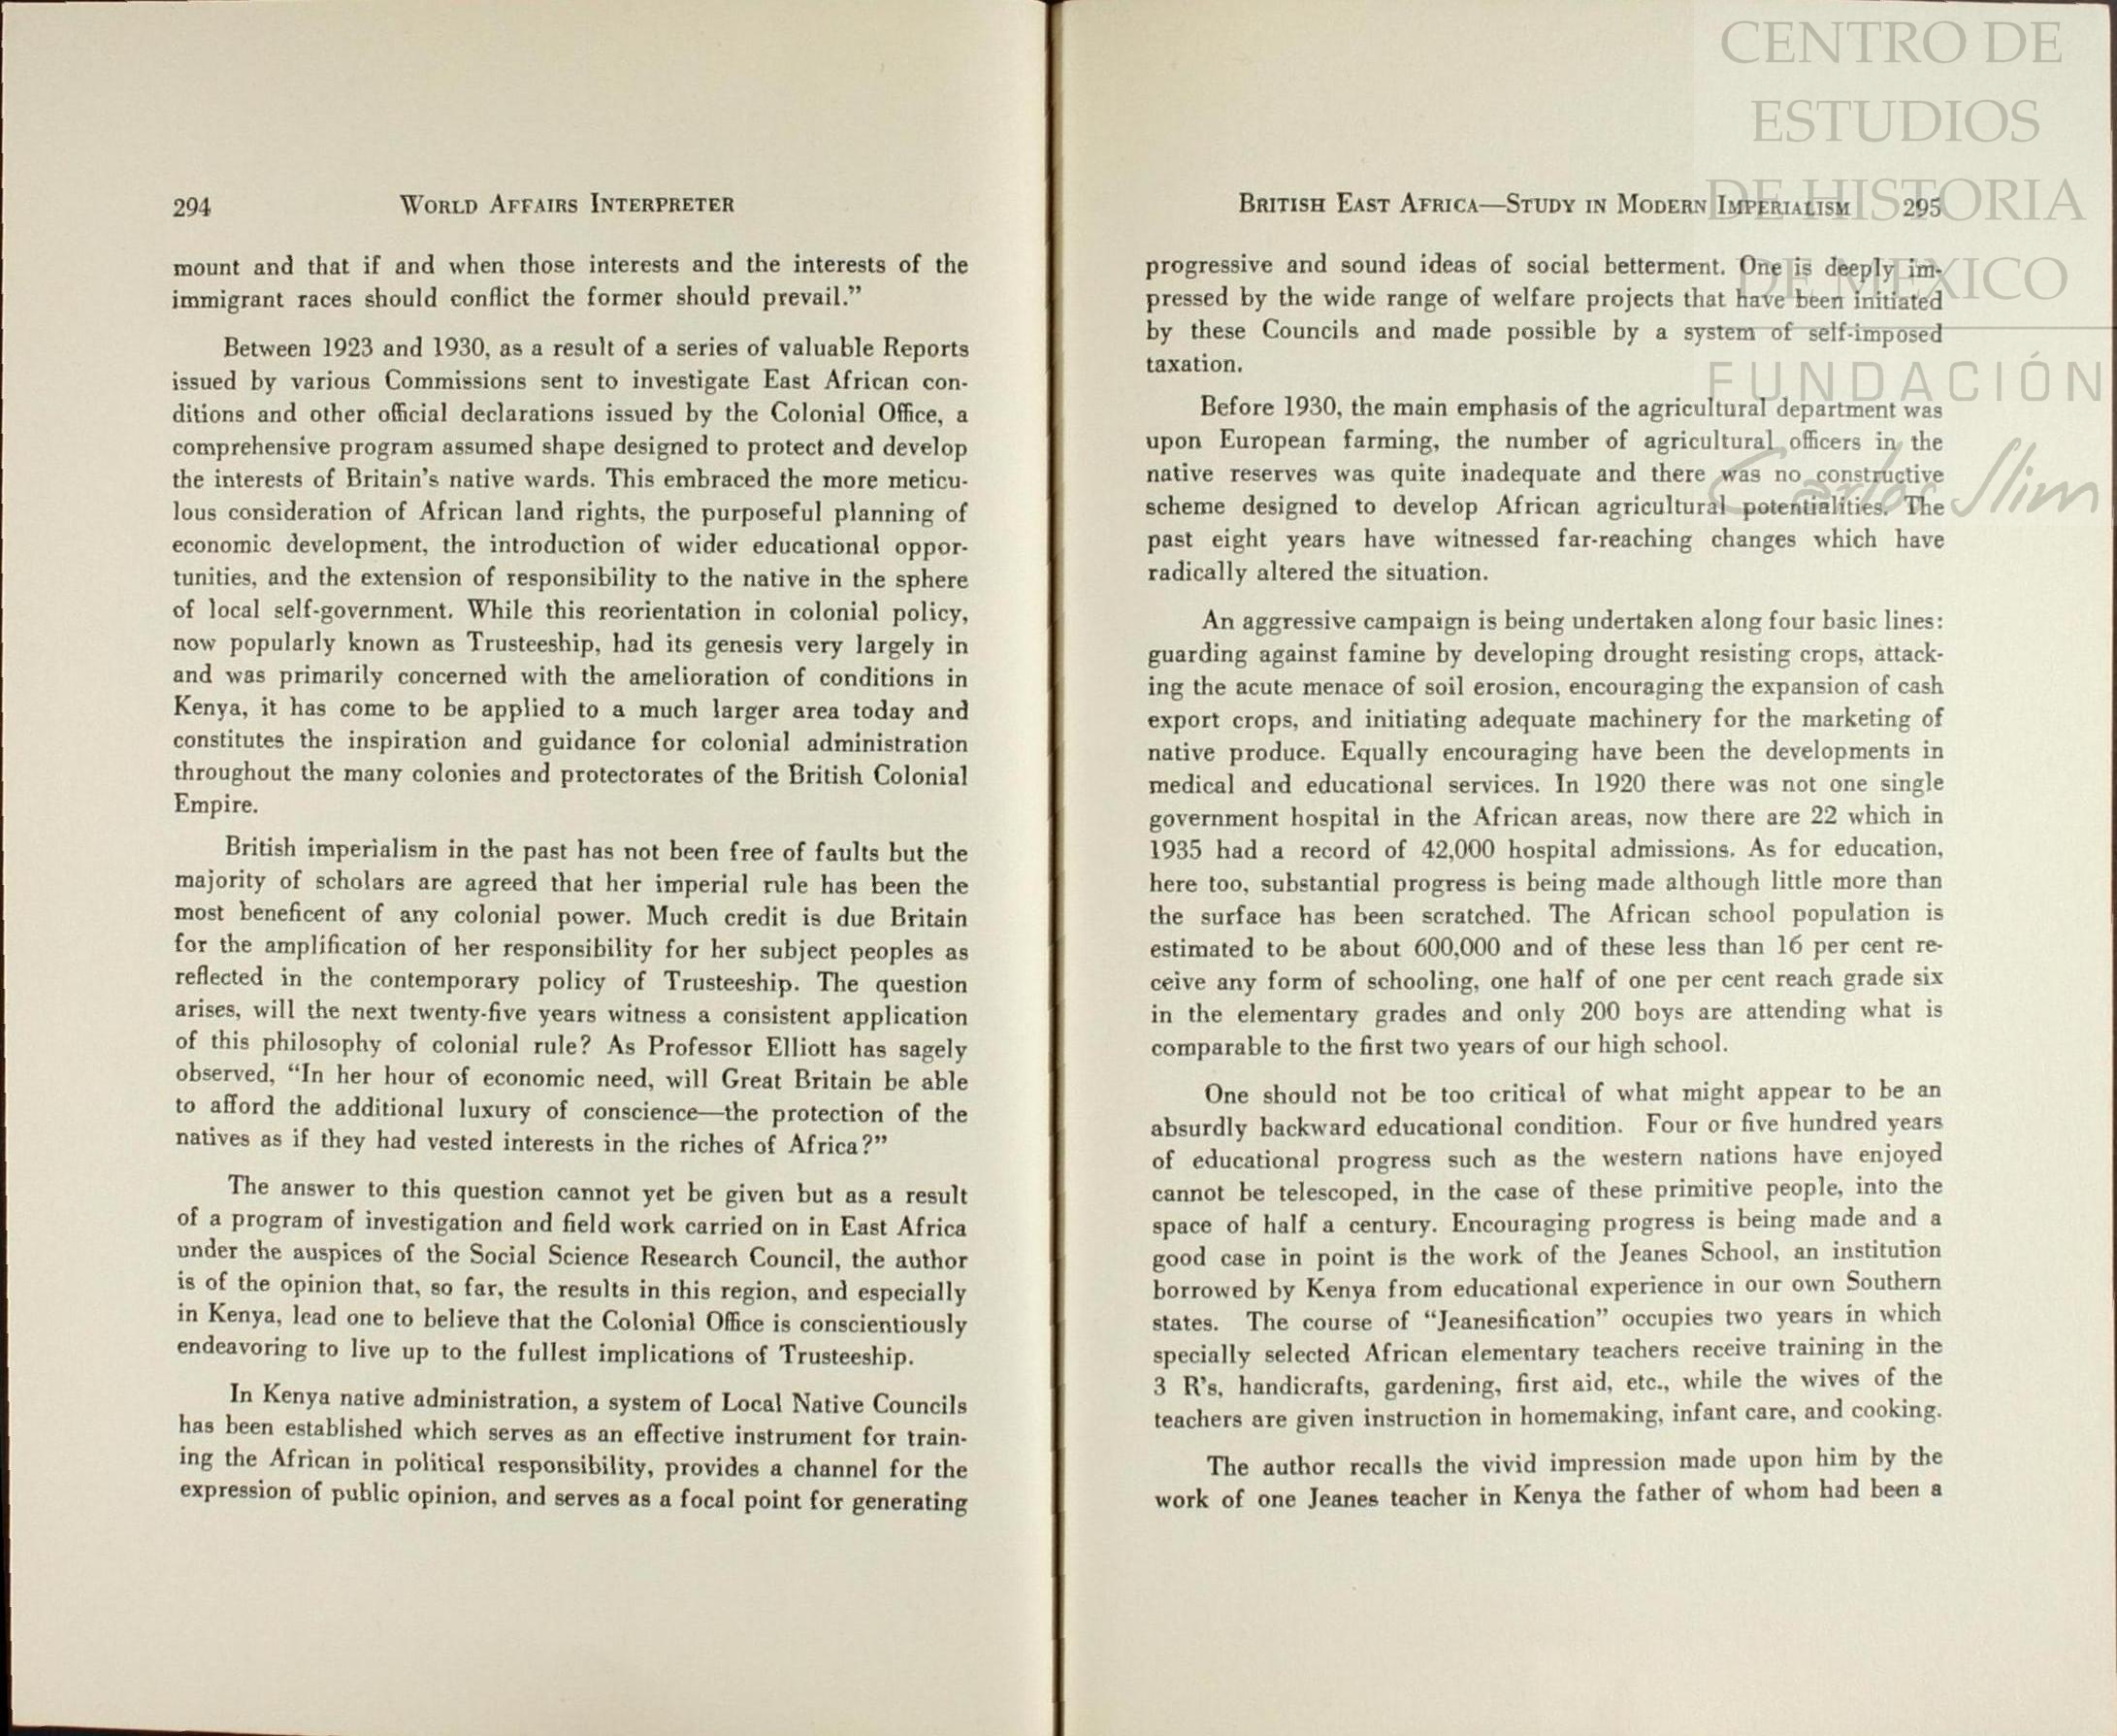 294 WORLD AFFAIRS INTERPRETER
mount and that if and when those interests and the interests of the
immigrant races should conflict the former should prevail.”
Between 1923 and 1930, as a result of a series of valuable Reports
issued by various Commissions sent to investigate East African con-
ditions and other official declarations issued by the Colonial Office, a
comprehensive program assumed shape designed to protect and develop
the interests of Britain’s native wards. This embraced the more meticu-
lous consideration of African land rights, the purposeful planning of
economic development, the introduction of wider educational oppor-
tunities, and the extension of responsibility to the native in the sphere
of local self-government. While this reorientation in colonial policy,
now popularly known as Trusteeship, had its genesis very largely in
and was primarily concerned with the amelioration of conditions in
Kenya, it has come to be applied to a much larger area today and
constitutes the inspiration and guidance for colonial administration
throughout the many colonies and protectorates of the British Colonial
Empire.
British imperialism in the past has not been free of faults but the
majority of scholars are agreed that her imperial rule has been the
most beneficent of any colonial power. Much credit is due Britain
for the amplification of her responsibility for her subject peoples as
reflected in the contemporary policy of Trusteeship. The question
arises, will the next twenty-five years witness a consistent application
of this philosophy of colonial rule? As Professor Elliott has sagely
observed, “In her hour of economic need, will Great Britain be able
to afford the additional luxury of conscience—the protection of the
natives as if they had vested interests in the riches of Africa?”
The answer to this question cannot yet be given but as a result
of a program of investigation and field work carried on in East Africa
under the auspices of the Social Science Research Council, the author
is of the opinion that, so far, the results in this region, and especially
in Kenya, lead one to believe that the Colonial Office is conscientiously
endeavoring to live up to the fullest implications of Trusteeship.
In Kenya native administration, a system of Local Native Councils
has been established which serves as an effective instrument for train-
ing the African in political responsibility, provides a channel for the
expression of public opinion, and serves as a focal point for generating
BRITISH EAST AFRICA—STUDY IN MODERN IMPERIALISM 295
progressive and sound ideas of social betterment. One is deeply im-
pressed by the wide range of welfare projects that have been initiated
by these Councils and made possible by a system of self-imposed
taxation.
Before 1930, the main emphasis of the agricultural department was
upon European farming, the number of agricultural officers in the
native reserves was quite inadequate and there was no constructive
scheme designed to develop African agricultural potentialities. The
past eight years have witnessed far-reaching changes which have
radically altered the situation.
An aggressive campaign is being undertaken along four basic lines:
guarding against famine by developing drought resisting crops, attack-
ing the acute menace of soil erosion, encouraging the expansion of cash
export crops, and initiating adequate machinery for the marketing of
native produce. Equally encouraging have been the developments in
medical and educational services. In 1920 there was not one single
government hospital in the African areas, now there are 22 which in
1935 had a record of 42,000 hospital admissions. As for education,
here too, substantial progress is being made although little more than
the surface has been scratched. The African school population is
estimated to be about 600,000 and of these less than 16 per cent re-
ceive any form of schooling, one half of one per cent reach grade six
in the elementary grades and only 200 boys are attending what is
comparable to the first two years of our high school.
One should not be too critical of what might appear to be an
absurdly backward educational condition. Four or five hundred years
of educational progress such as the western nations have enjoyed
cannot be telescoped, in the case of these primitive people, into the
space of half a century. Encouraging progress is being made and a
good case in point is the work of the Jeanes School, an institution
borrowed by Kenya from educational experience in our own Southern
states. The course of “Jeanesification” occupies two years in which
specially selected African elementary teachers receive training in the
3 R’s, handicrafts, gardening, first aid, etc., while the wives of the
teachers are given instruction in homemaking, infant care, and cooking.
The author recalls the vivid impression made upon him by the
work of one Jeanes teacher in Kenya the father of whom had been a
CENTRO DE
ESTUDIOS
DE HISTORIA
DE MEXICO
FUNDACIÓN
Carlos Slim